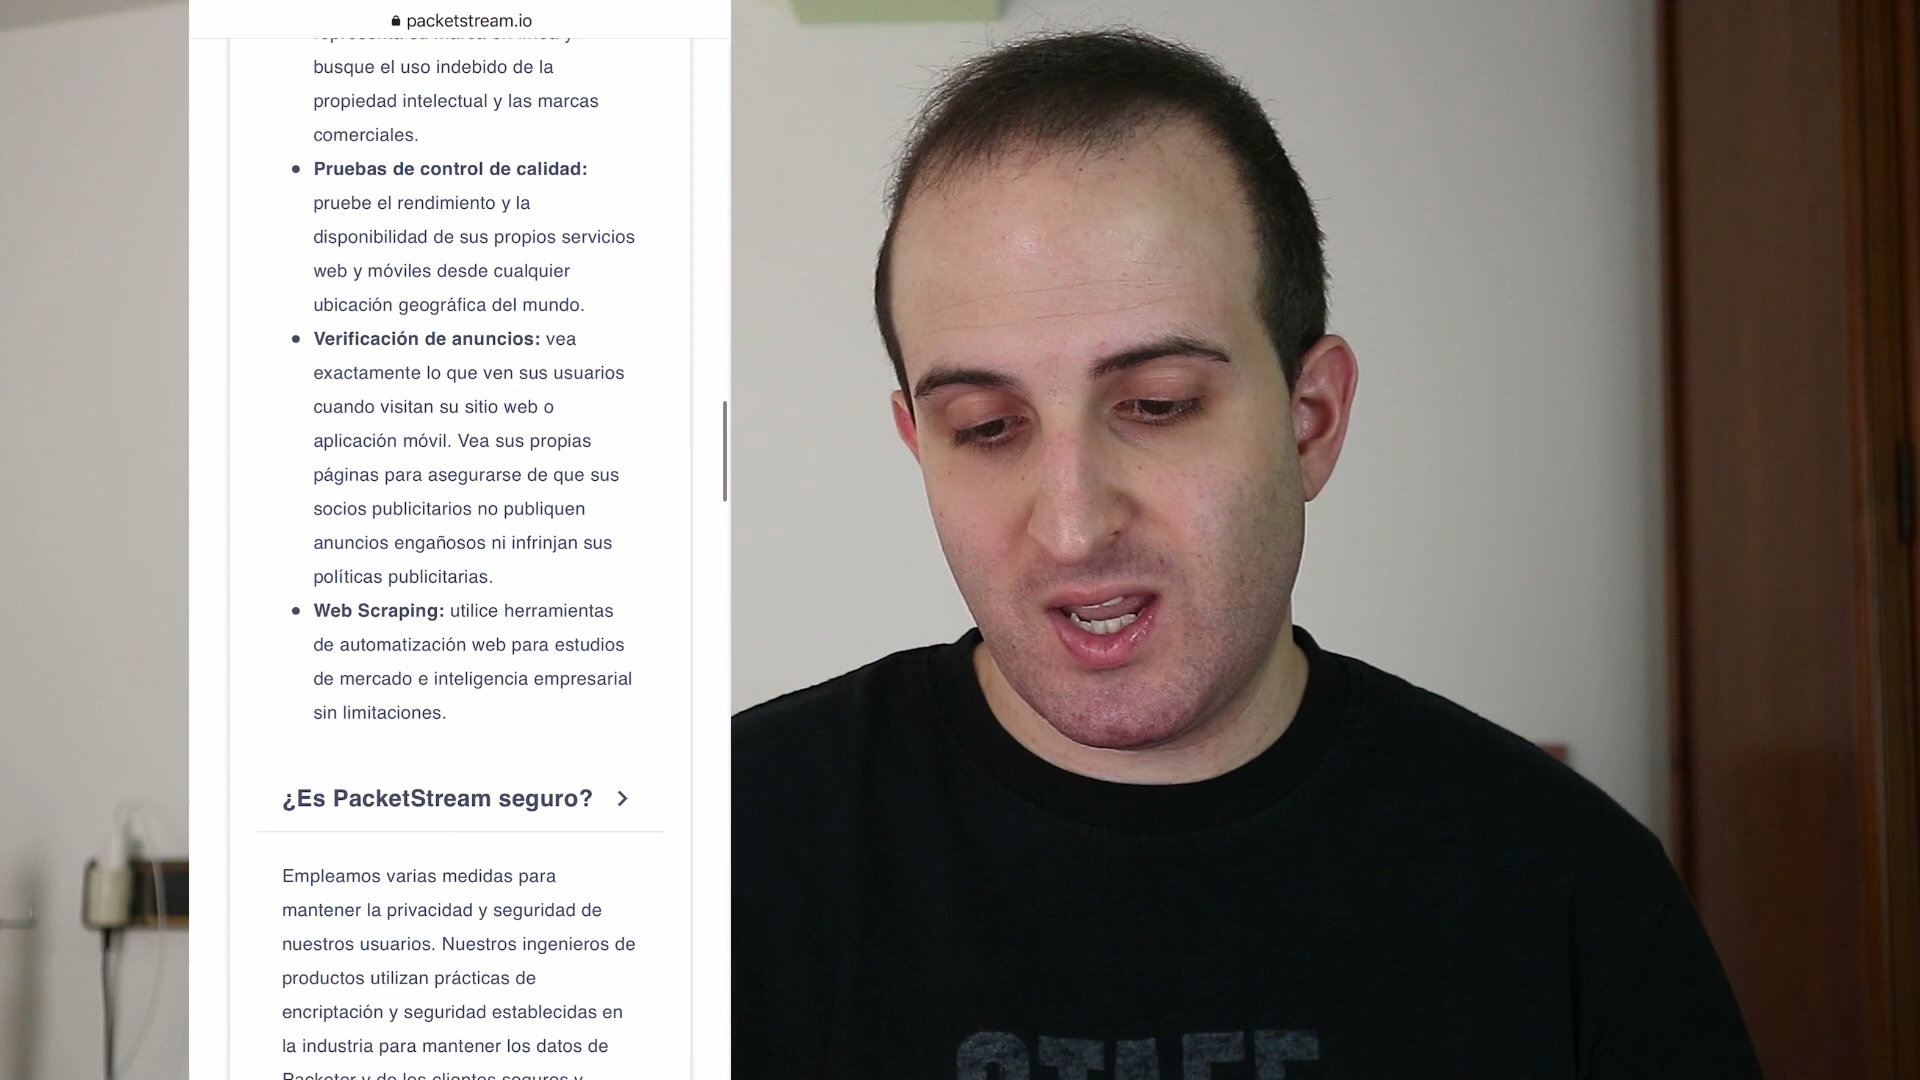 packetstream.io
busque el uso indebido de la
propiedad intelectual y las marcas
comerciales.
Pruebas de control de calidad:
pruebe el rendimiento y la
disponibilidad de sus propios servicios
web y móviles desde cualquier
ubicación geográfica del mundo.
Verificación de anuncios: vea
exactamente lo que ven sus usuarios
cuando visitan su sitio web o
aplicación móvil. Vea sus propias
páginas para asegurarse de que sus
socios publicitarios no publiquen
anuncios engañosos ni infrinjan sus
políticas publicitarias.
Web Scraping: utilice herramientas
de automatización web para estudios
de mercado e inteligencia empresarial
sin limitaciones.
¿Es PacketStream seguro?
Empleamos varias medidas para
mantener la privacidad y seguridad de
nuestros usuarios. Nuestros ingenieros de
productos utilizan prácticas de
encriptación y seguridad establecidas en
la industria para mantener los datos de
STAFF